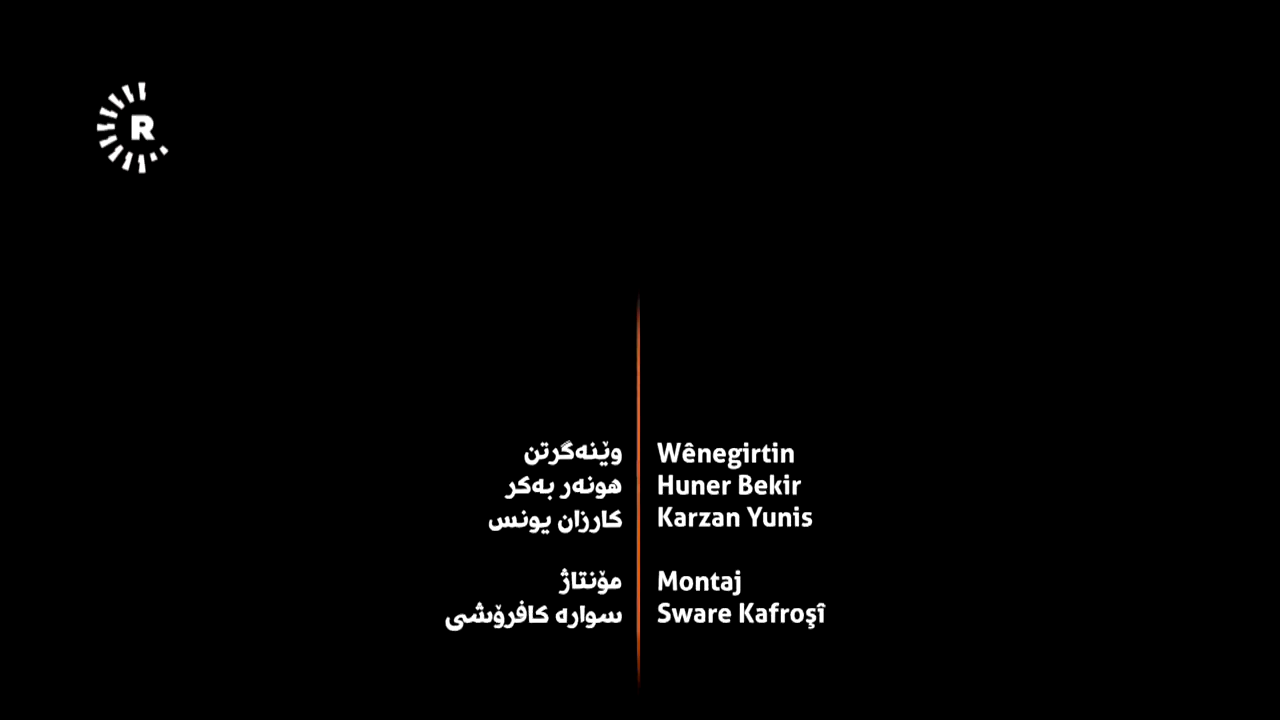 R
وێنەگرتن
هونەر بەکر
کارزان یونس
مۆنتاژ
سوارە کافرۆشی
Wênegirtin
Huner Bekir
Karzan Yunis
Montaj
Sware Kafroşî